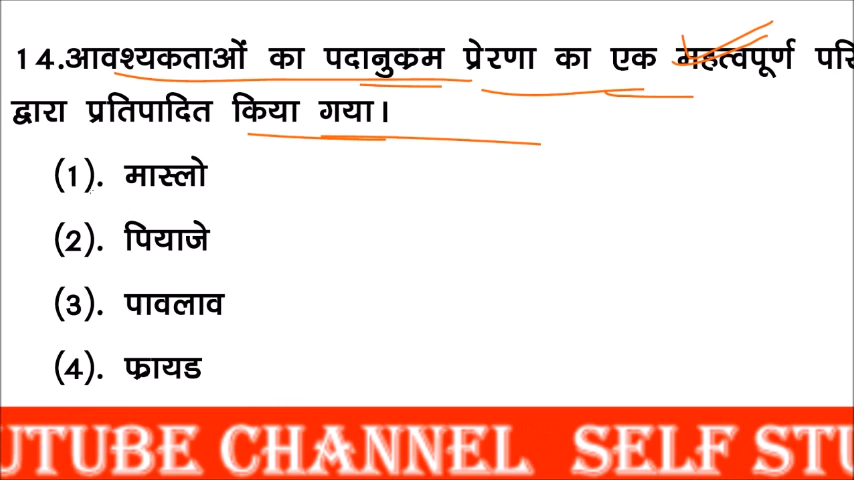 14.आवश्यकताओं का पदानुक्रम प्रेरणा का एक महत्वपूर्ण
द्वारा प्रतिपादित किया गया।
(1). मास्लो
(2). पियाजे
(3). पावलाव
(4). फ्रायड
UTUBE CHANNEL SELF STU